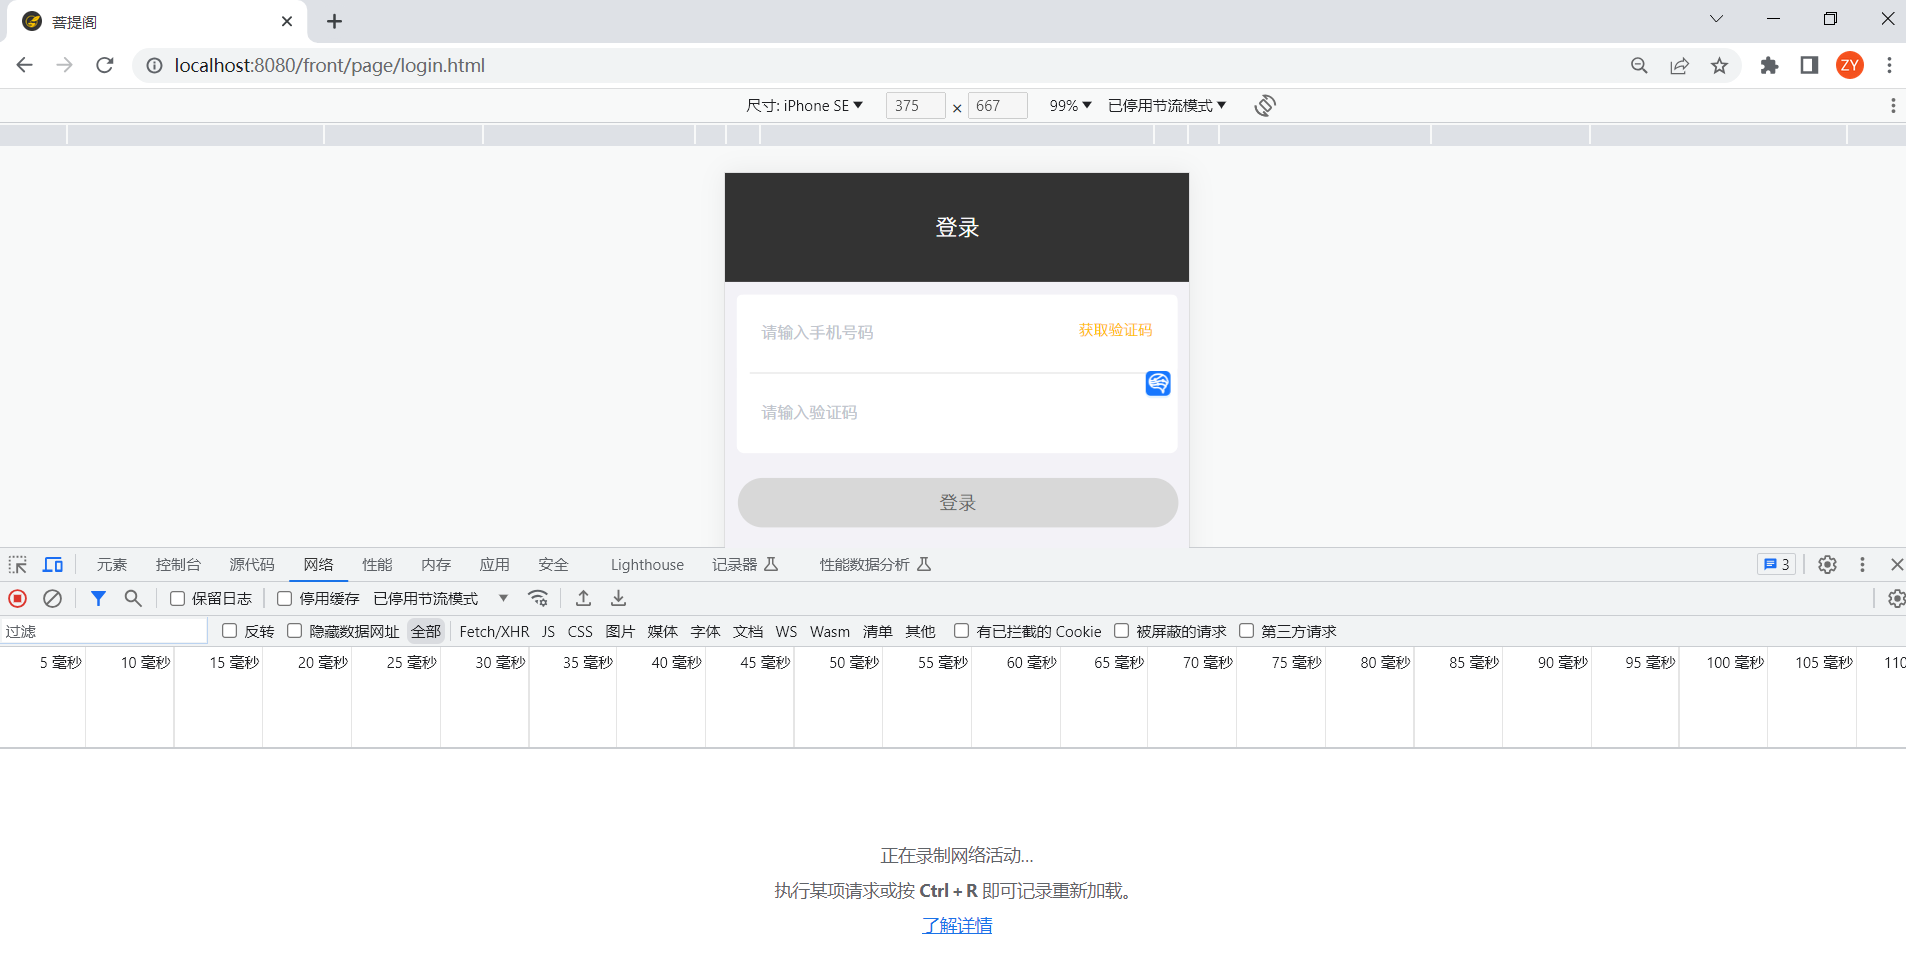 菩提阁
localhost:8080/front/page/login.html
ZY
尺寸: iPhone SE 375 × 667 99% 已停用节流模式
登录
请输入手机号码 获取验证码
请输入验证码
登录
元素 控制台 源代码 网络 性能 内存 应用 安全 Lighthouse 记录器 性能数据分析 3
保留日志 停用缓存 已停用节流模式
过滤 反转 隐藏数据网址 全部 Fetch/XHR JS CSS 图片 媒体 字体 文档 WS Wasm 清单 其他 有已拦截的 Cookie 被屏蔽的请求 第三方请求
5 毫秒 10 毫秒 15 毫秒 20 毫秒 25 毫秒 30 毫秒 35 毫秒 40 毫秒 45 毫秒 50 毫秒 55 毫秒 60 毫秒 65 毫秒 70 毫秒 75 毫秒 80 毫秒 85 毫秒 90 毫秒 95 毫秒 100 毫秒 105 毫秒 110
正在录制网络活动...
执行某项请求或按 Ctrl + R 即可记录重新加载。
了解详情